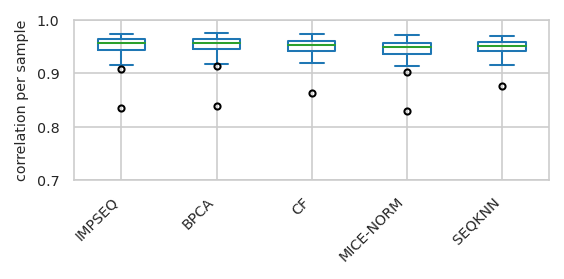 correlation per sample
1.0
0.9
0.8
0.7
IMPSEQ
BPCA
CF
MICE-NORM
SEQKNN